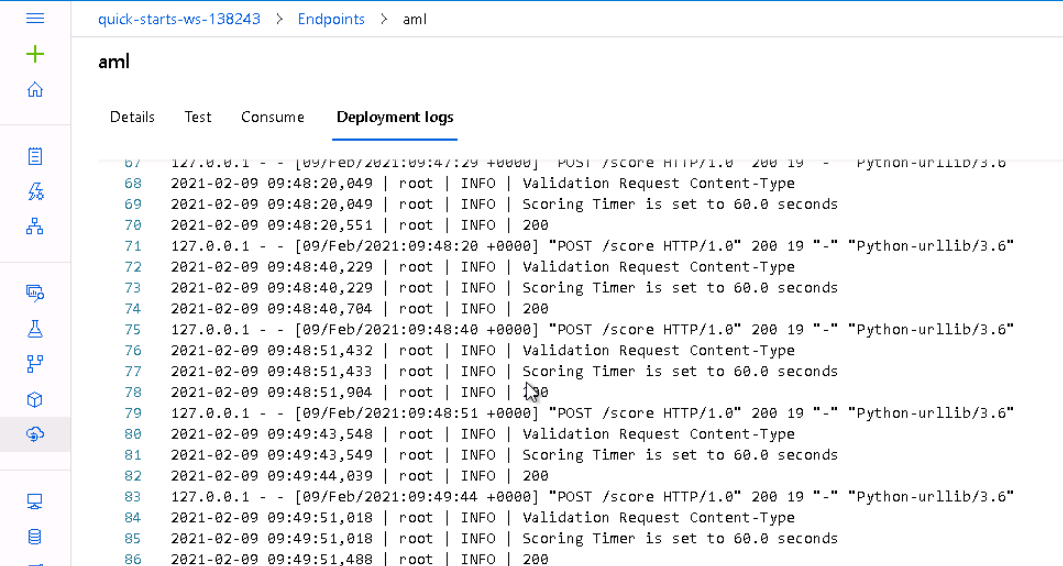 quick-starts-ws-138243 > Endpoints > aml
aml
Details Test Consume Deployment logs
67 127.0.0.1 - - [09/Feb/2021:09:47:29 +0000] "POST /score HTTP/1.0" 200 19 "-" "Python-urllib/3.6"
68 2021-02-09 09:48:20,049 | root | INFO | Validation Request Content-Type
69 2021-02-09 09:48:20,049 | root | INFO | Scoring Timer is set to 60.0 seconds
70 2021-02-09 09:48:20,551 | root | INFO | 200
71 127.0.0.1 - - [09/Feb/2021:09:48:20 +0000] "POST /score HTTP/1.0" 200 19 "-" "Python-urllib/3.6"
72 2021-02-09 09:48:40,229 | root | INFO | Validation Request Content-Type
73 2021-02-09 09:48:40,229 | root | INFO | Scoring Timer is set to 60.0 seconds
74 2021-02-09 09:48:40,704 | root | INFO | 200
75 127.0.0.1 - - [09/Feb/2021:09:48:40 +0000] "POST /score HTTP/1.0" 200 19 "-" "Python-urllib/3.6"
76 2021-02-09 09:48:51,432 | root | INFO | Validation Request Content-Type
77 2021-02-09 09:48:51,433 | root | INFO | Scoring Timer is set to 60.0 seconds
78 2021-02-09 09:48:51,904 | root | INFO | 200
79 127.0.0.1 - - [09/Feb/2021:09:48:51 +0000] "POST /score HTTP/1.0" 200 19 "-" "Python-urllib/3.6"
80 2021-02-09 09:49:43,548 | root | INFO | Validation Request Content-Type
81 2021-02-09 09:49:43,549 | root | INFO | Scoring Timer is set to 60.0 seconds
82 2021-02-09 09:49:44,039 | root | INFO | 200
83 127.0.0.1 - - [09/Feb/2021:09:49:44 +0000] "POST /score HTTP/1.0" 200 19 "-" "Python-urllib/3.6"
84 2021-02-09 09:49:51,018 | root | INFO | Validation Request Content-Type
85 2021-02-09 09:49:51,018 | root | INFO | Scoring Timer is set to 60.0 seconds
86 2021-02-09 09:49:51,488 | root | INFO | 200